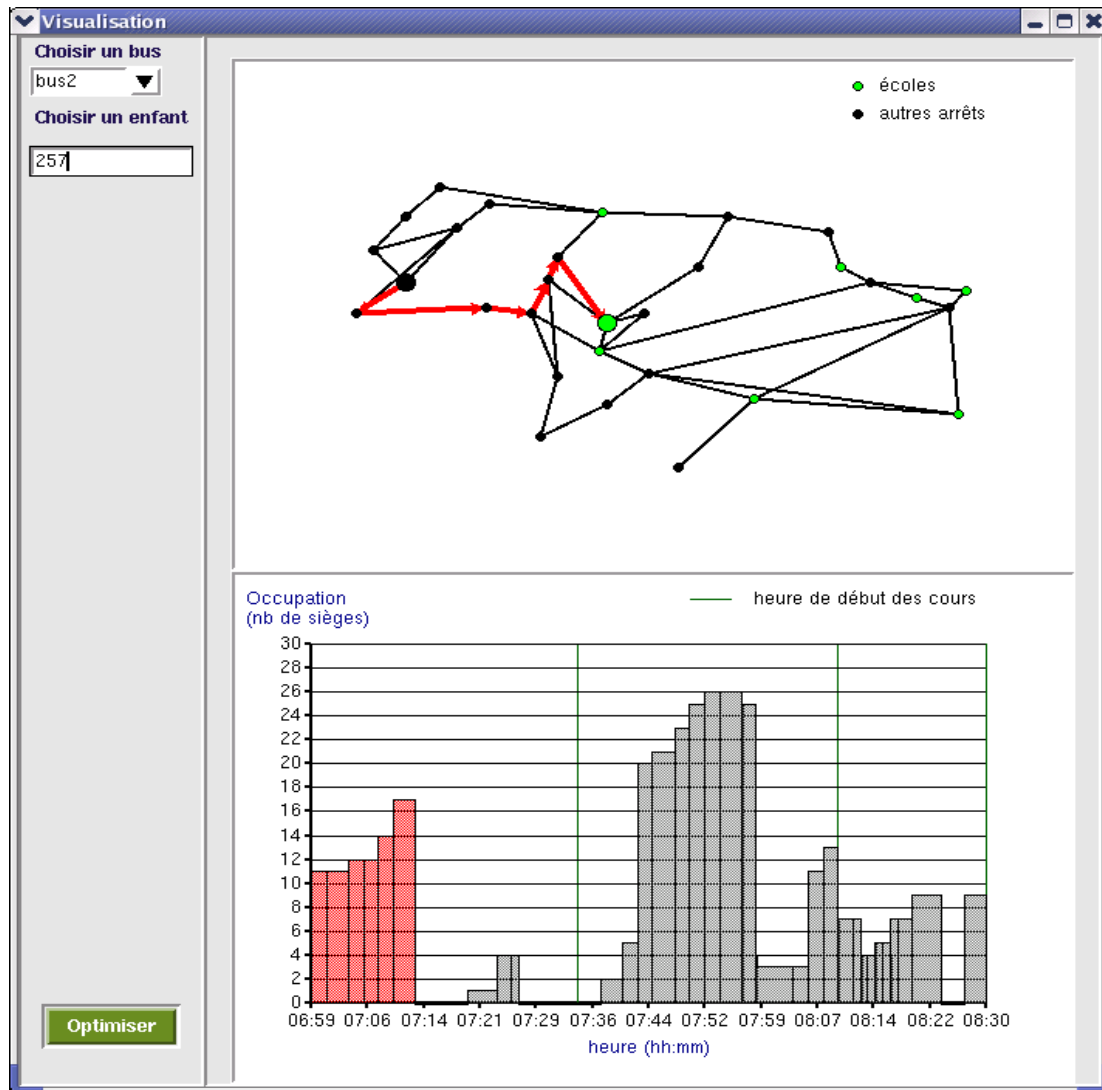 Visualisation
Choisir un bus
bus2
Choisir un enfant
257
écoles
autres arrêts
Occupation
(nb de sièges)
heure de début des cours
30
28
26
24
22
20
18
16
14
12
10
8
6
4
2
0
06:59 07:06 07:14 07:21 07:29 07:36 07:44 07:52 07:59 08:07 08:14 08:22 08:30
heure (hh:mm)
Optimiser